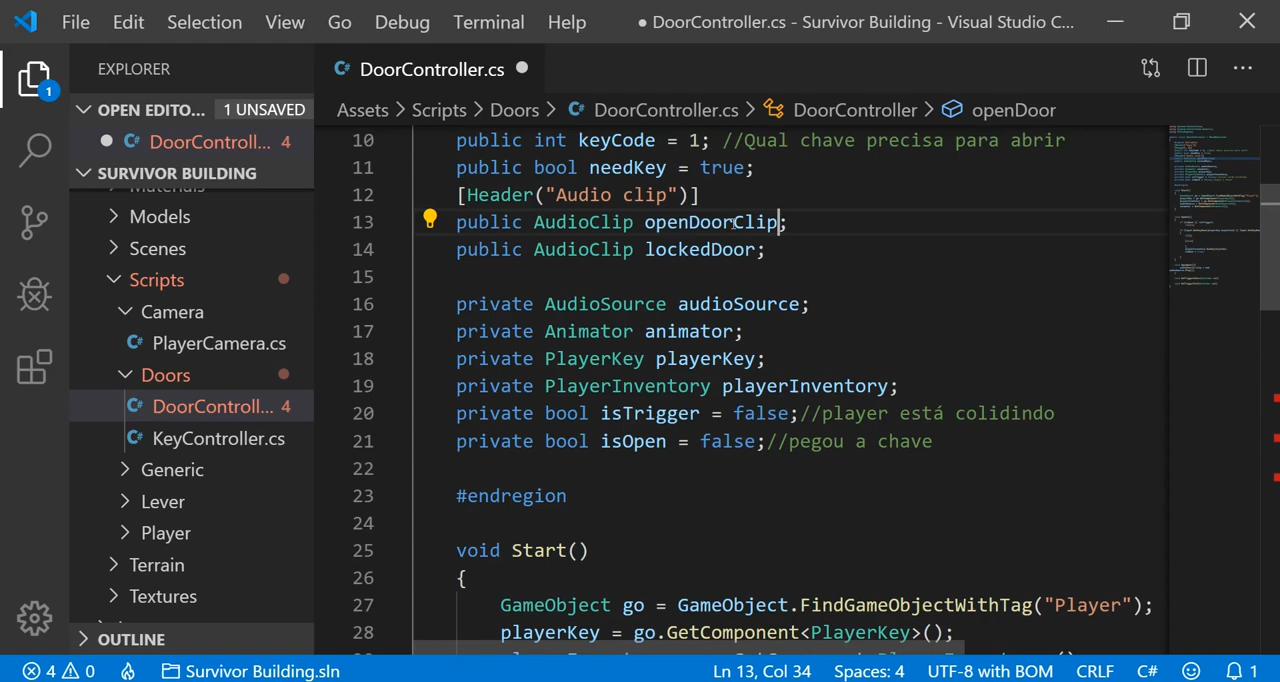 File Edit Selection View Go Debug Terminal Help ● DoorController.cs - Survivor Building - Visual Studio C...
EXPLORER
OPEN EDITO... 1 UNSAVED
DoorControll... 4
SURVIVOR BUILDING
Models
Scenes
Scripts
Camera
PlayerCamera.cs
Doors
DoorControll... 4
KeyController.cs
Generic
Lever
Player
Terrain
Textures
OUTLINE
1
C# DoorController.cs
Assets > Scripts > Doors > C# DoorController.cs > DoorController > openDoor
10 public int keyCode = 1; //Qual chave precisa para abrir
11 public bool needKey = true;
12 [Header("Audio clip")]
13 public AudioClip openDoorClip;
14 public AudioClip lockedDoor;
15
16 private AudioSource audioSource;
17 private Animator animator;
18 private PlayerKey playerKey;
19 private PlayerInventory playerInventory;
20 private bool isTrigger = false;//player está colidindo
21 private bool isOpen = false;//pegou a chave
22
23 #endregion
24
25 void Start()
26 {
27 GameObject go = GameObject.FindGameObjectWithTag("Player");
28 playerKey = go.GetComponent<PlayerKey>();
4 0 Survivor Building.sln Ln 13, Col 34 Spaces: 4 UTF-8 with BOM CRLF C# 1